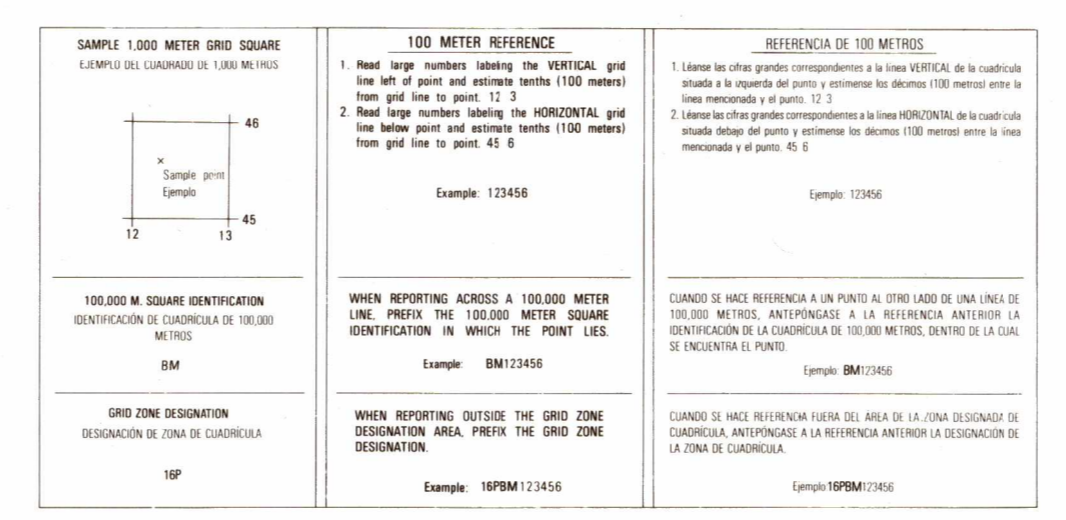 SAMPLE 1,000 METER GRID SQUARE
EJEMPLO DEL CUADRADO DE 1,000 METROS
46
×
Sample point
Ejemplo
45
12 13
100 METER REFERENCE
1. Read large numbers labeling the VERTICAL grid
line left of point and estimate tenths (100 meters)
from grid line to point. 12 3
2. Read large numbers labeling the HORIZONTAL grid
line below point and estimate tenths (100 meters)
from grid line to point. 45 6
Example: 123456
REFERENCIA DE 100 METROS
1. Léanse las cifras grandes correspondientes a la línea VERTICAL de la cuadrícula
situada a la izquierda del punto y estímense los décimos (100 metros) entre la
línea mencionada y el punto. 12 3
2. Léanse las cifras grandes correspondientes a la línea HORIZONTAL de la cuadrícula
situada debajo del punto y estímense los décimos (100 metros) entre la línea
mencionada y el punto. 45 6
Ejemplo: 123456
100,000 M. SQUARE IDENTIFICATION
IDENTIFICACIÓN DE CUADRÍCULA DE 100,000
METROS
BM
WHEN REPORTING ACROSS A 100,000 METER
LINE, PREFIX THE 100,000 METER SQUARE
IDENTIFICATION IN WHICH THE POINT LIES.
Example: BM123456
CUANDO SE HACE REFERENCIA A UN PUNTO AL OTRO LADO DE UNA LÍNEA DE
100,000 METROS, ANTEPÓNGASE A LA REFERENCIA ANTERIOR LA
IDENTIFICACIÓN DE LA CUADRÍCULA DE 100,000 METROS, DENTRO DE LA CUAL
SE ENCUENTRA EL PUNTO.
Ejemplo: BM123456
GRID ZONE DESIGNATION
DESIGNACIÓN DE ZONA DE CUADRÍCULA
16P
WHEN REPORTING OUTSIDE THE GRID ZONE
DESIGNATION AREA, PREFIX THE GRID ZONE
DESIGNATION.
Example: 16PBM123456
CUANDO SE HACE REFERENCIA FUERA DEL ÁREA DE LA ZONA DESIGNADA DE
CUADRÍCULA, ANTEPÓNGASE A LA REFERENCIA ANTERIOR LA DESIGNACIÓN DE
LA ZONA DE CUADRÍCULA.
Ejemplo:16PBM123456